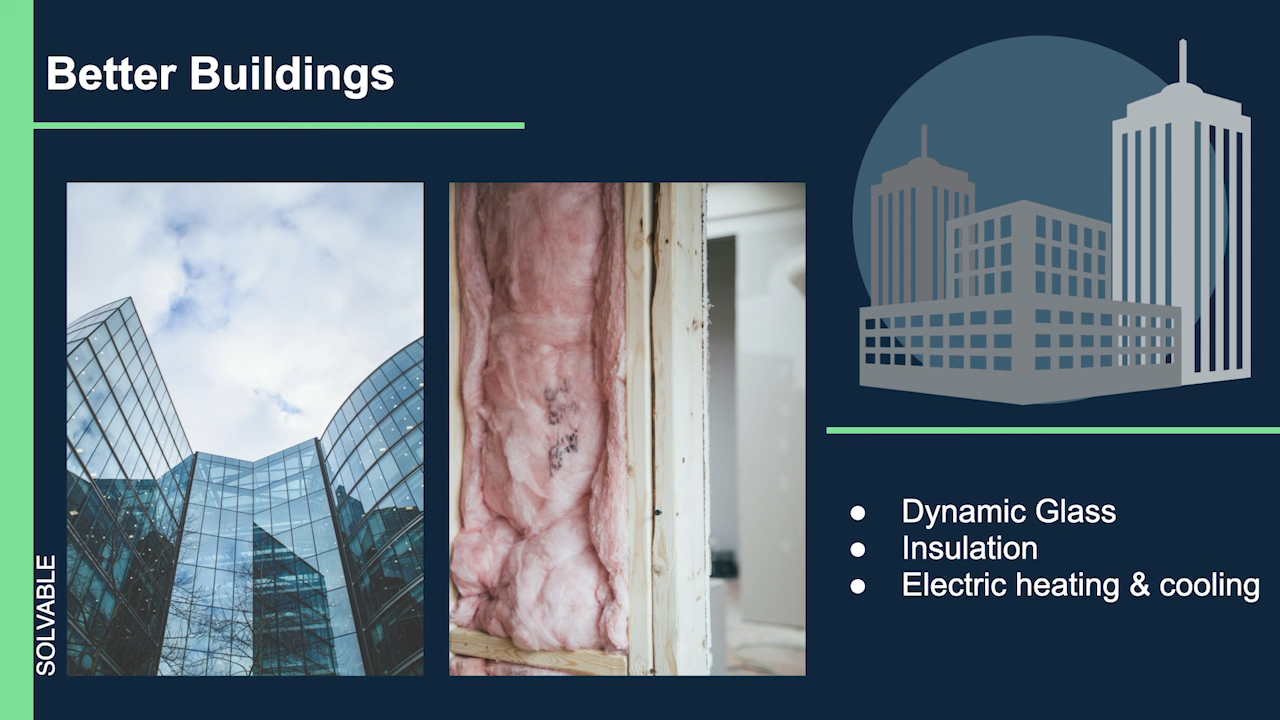 Better Buildings
SOLVABLE
● Dynamic Glass
● Insulation
● Electric heating & cooling